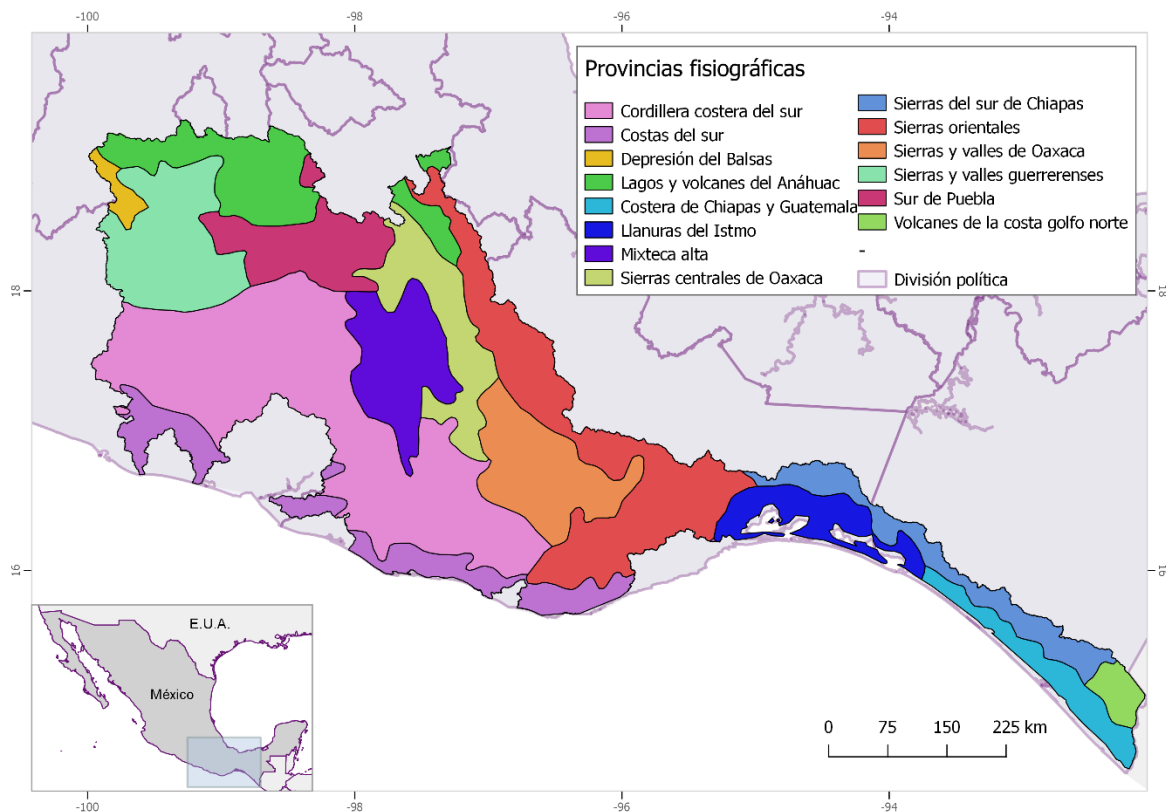 -100
-98
-96
-94
Provincias fisiográficas
Cordillera costera del sur
Costas del sur
Depresión del Balsas
Lagos y volcanes del Anáhuac
Costera de Chiapas y Guatemala
Llanuras del Istmo
Mixteca alta
Sierras centrales de Oaxaca
Sierras del sur de Chiapas
Sierras orientales
Sierras y valles de Oaxaca
Sierras y valles guerrerenses
Sur de Puebla
Volcanes de la costa golfo norte
-
División política
18
18
16
16
E.U.A.
México
0 75 150 225 km
-100
-98
-96
-94